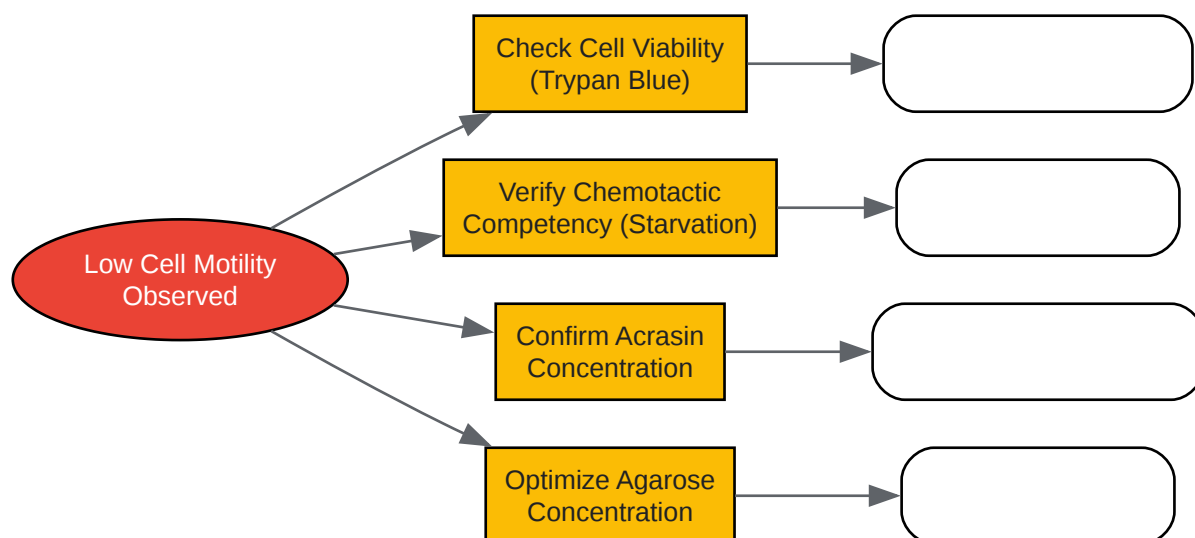 Check Cell Viability
(Trypan Blue)
Verify Chemotactic
Competency (Starvation)
Low Cell Motility
Observed
Confirm Acrasin
Concentration
Optimize Agarose
Concentration